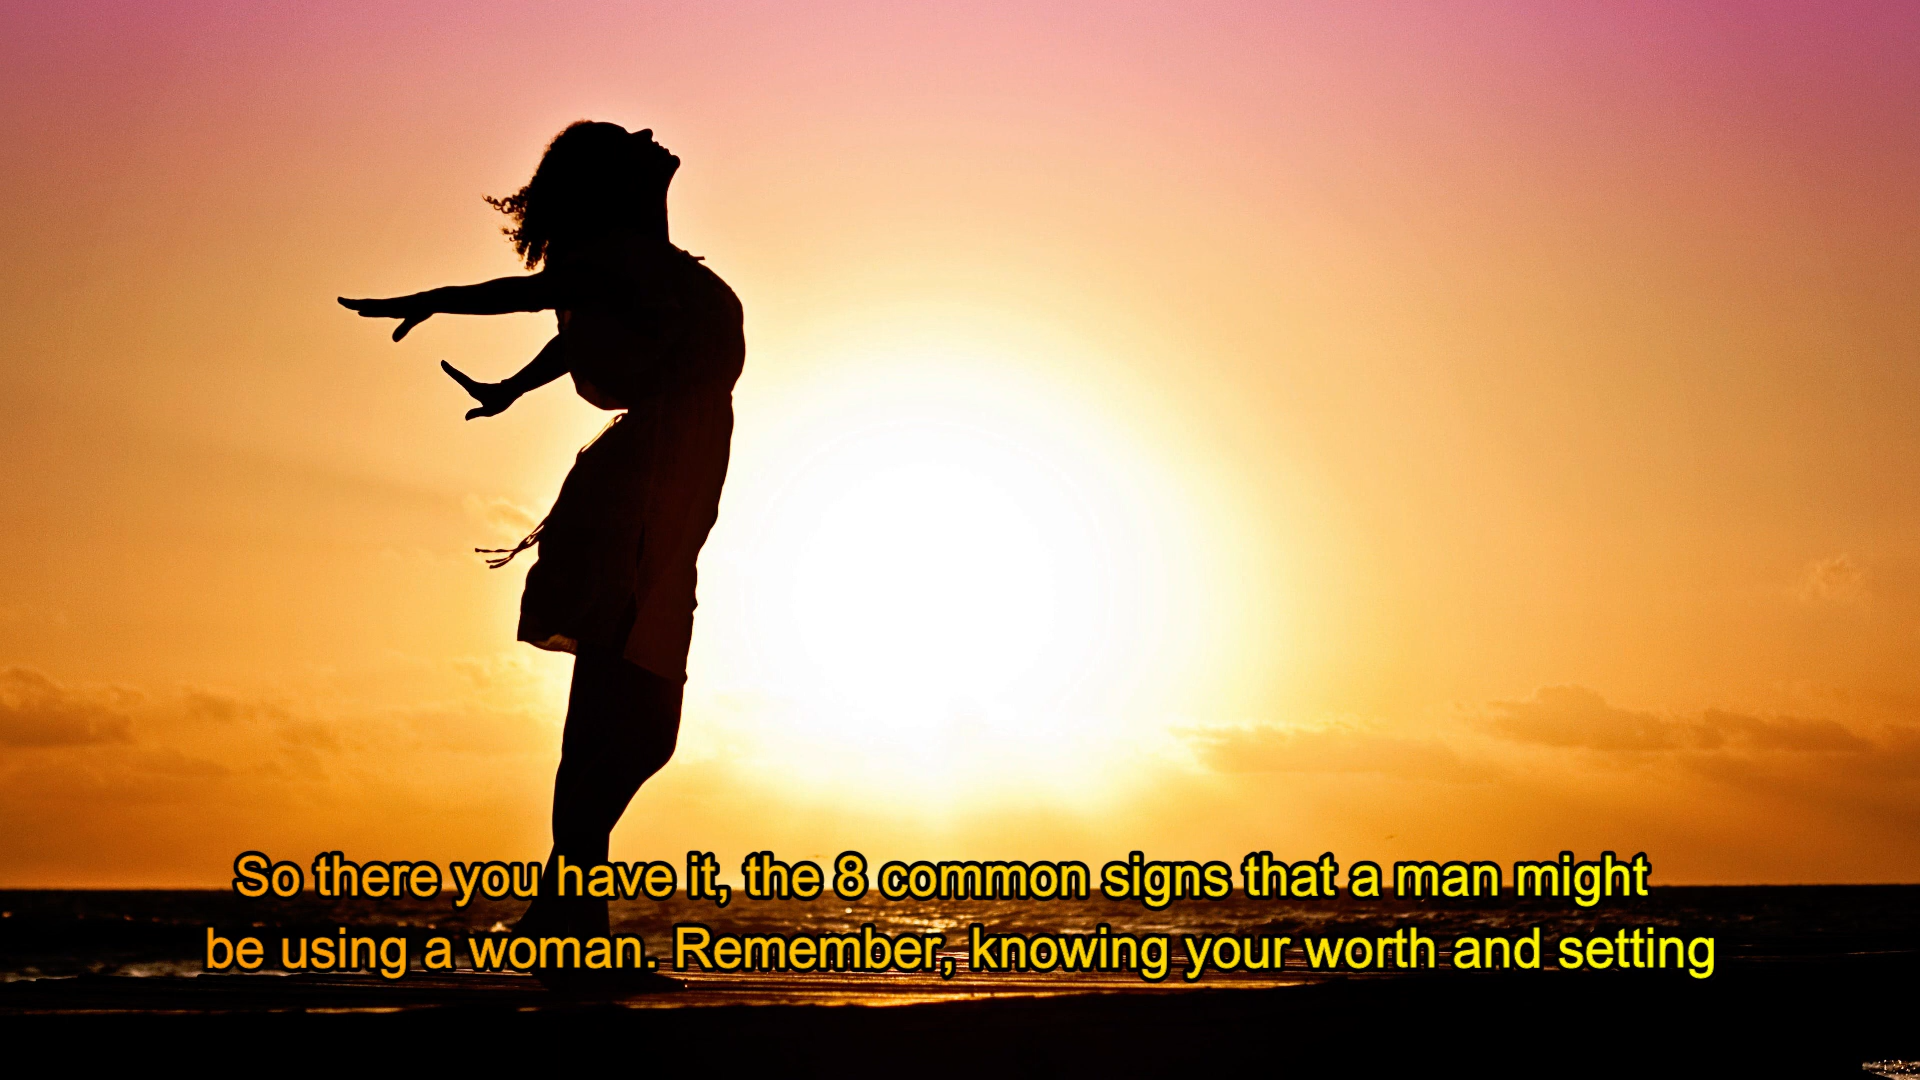 So there you have it, the 8 common signs that a man might
be using a woman. Remember, knowing your worth and setting